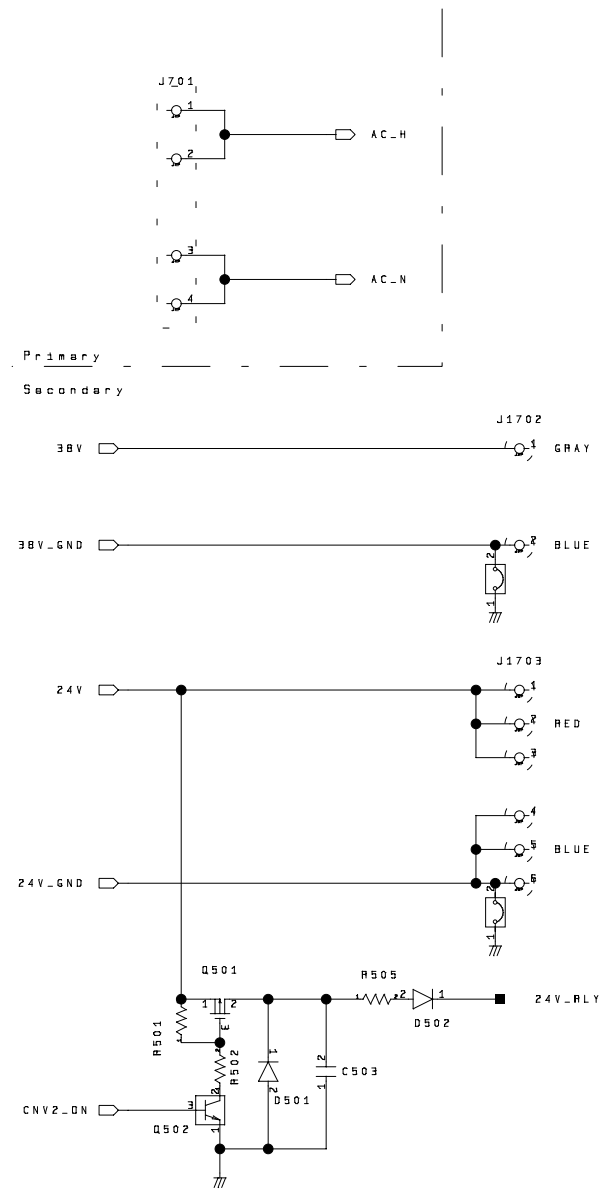 J701
1
AC_H
2
3
AC_N
4
Primary
Secondary
J1702
38V
1
GRAY
38V_GND
2
BLUE
2
1
J1703
24V
1
2
RED
3
4
5
BLUE
24V_GND
6
2
1
Q501
R505
1 2
1 2
2 1
24V_RLY
R501
1
3
D502
2
R502
1
2
C503
1
2
D501
CNV2_ON
3
2
1
Q502